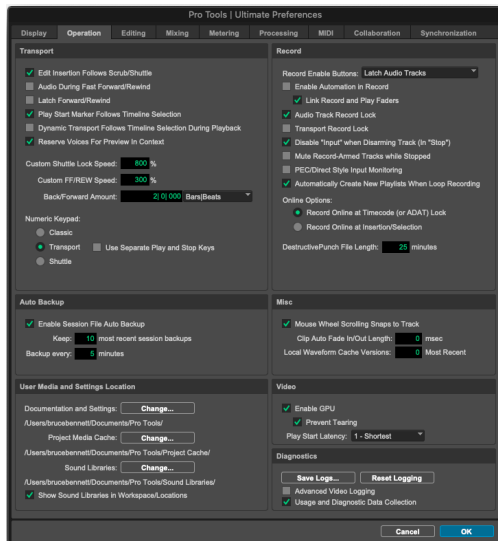 Pro Tools | Ultimate Preferences
Display Operation Editing Mixing Metering Processing MIDI Collaboration Synchronization
Transport
Edit Insertion Follows Scrub/Shuttle
Audio During Fast Forward/Rewind
Latch Forward/Rewind
Play Start Marker Follows Timeline Selection
Dynamic Transport Follows Timeline Selection During Playback
Reserve Voices For Preview In Context
Custom Shuttle Lock Speed: 800 %
Custom FF/REW Speed: 300 %
Back/Forward Amount: 2| 0| 000 Bars|Beats
Numeric Keypad:
Classic
Transport Use Separate Play and Stop Keys
Shuttle
Record
Record Enable Buttons: Latch Audio Tracks
Enable Automation in Record
Link Record and Play Faders
Audio Track Record Lock
Transport Record Lock
Disable "Input" when Disarming Track (In "Stop")
Mute Record-Armed Tracks while Stopped
PEC/Direct Style Input Monitoring
Automatically Create New Playlists When Loop Recording
Online Options:
Record Online at Timecode (or ADAT) Lock
Record Online at Insertion/Selection
DestructivePunch File Length: 25 minutes
Auto Backup
Enable Session File Auto Backup
Keep: 10 most recent session backups
Backup every: 5 minutes
Misc
Mouse Wheel Scrolling Snaps to Track
Clip Auto Fade In/Out Length: 0 msec
Local Waveform Cache Versions: 0 Most Recent
User Media and Settings Location
Documentation and Settings: Change...
/Users/brucebennett/Documents/Pro Tools/
Project Media Cache: Change...
/Users/brucebennett/Documents/Pro Tools/Project Cache/
Sound Libraries: Change...
/Users/brucebennett/Documents/Pro Tools/Sound Libraries/
Show Sound Libraries in Workspace/Locations
Video
Enable GPU
Prevent Tearing
Play Start Latency: 1 - Shortest
Diagnostics
Save Logs... Reset Logging
Advanced Video Logging
Usage and Diagnostic Data Collection
Cancel OK